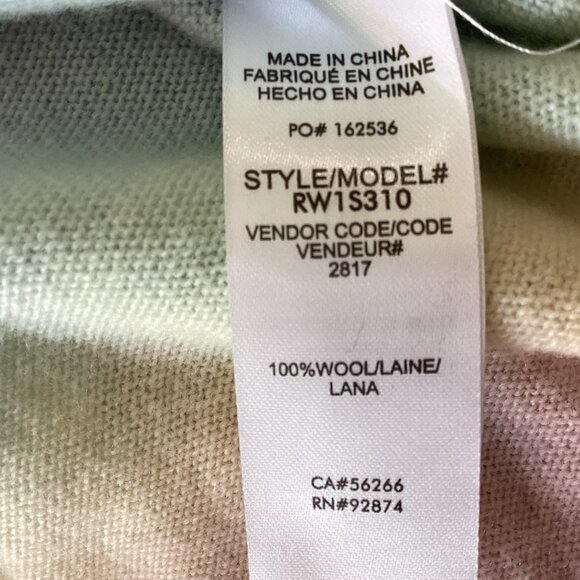 MADE IN CHINA
FABRIQUÉ EN CHINE
HECHO EN CHINA
PO# 162536
STYLE/MODEL#
RW1S310
VENDOR CODE/CODE
VENDEUR#
2817
100%WOOL/LAINE/
LANA
CA#56266
RN#92874